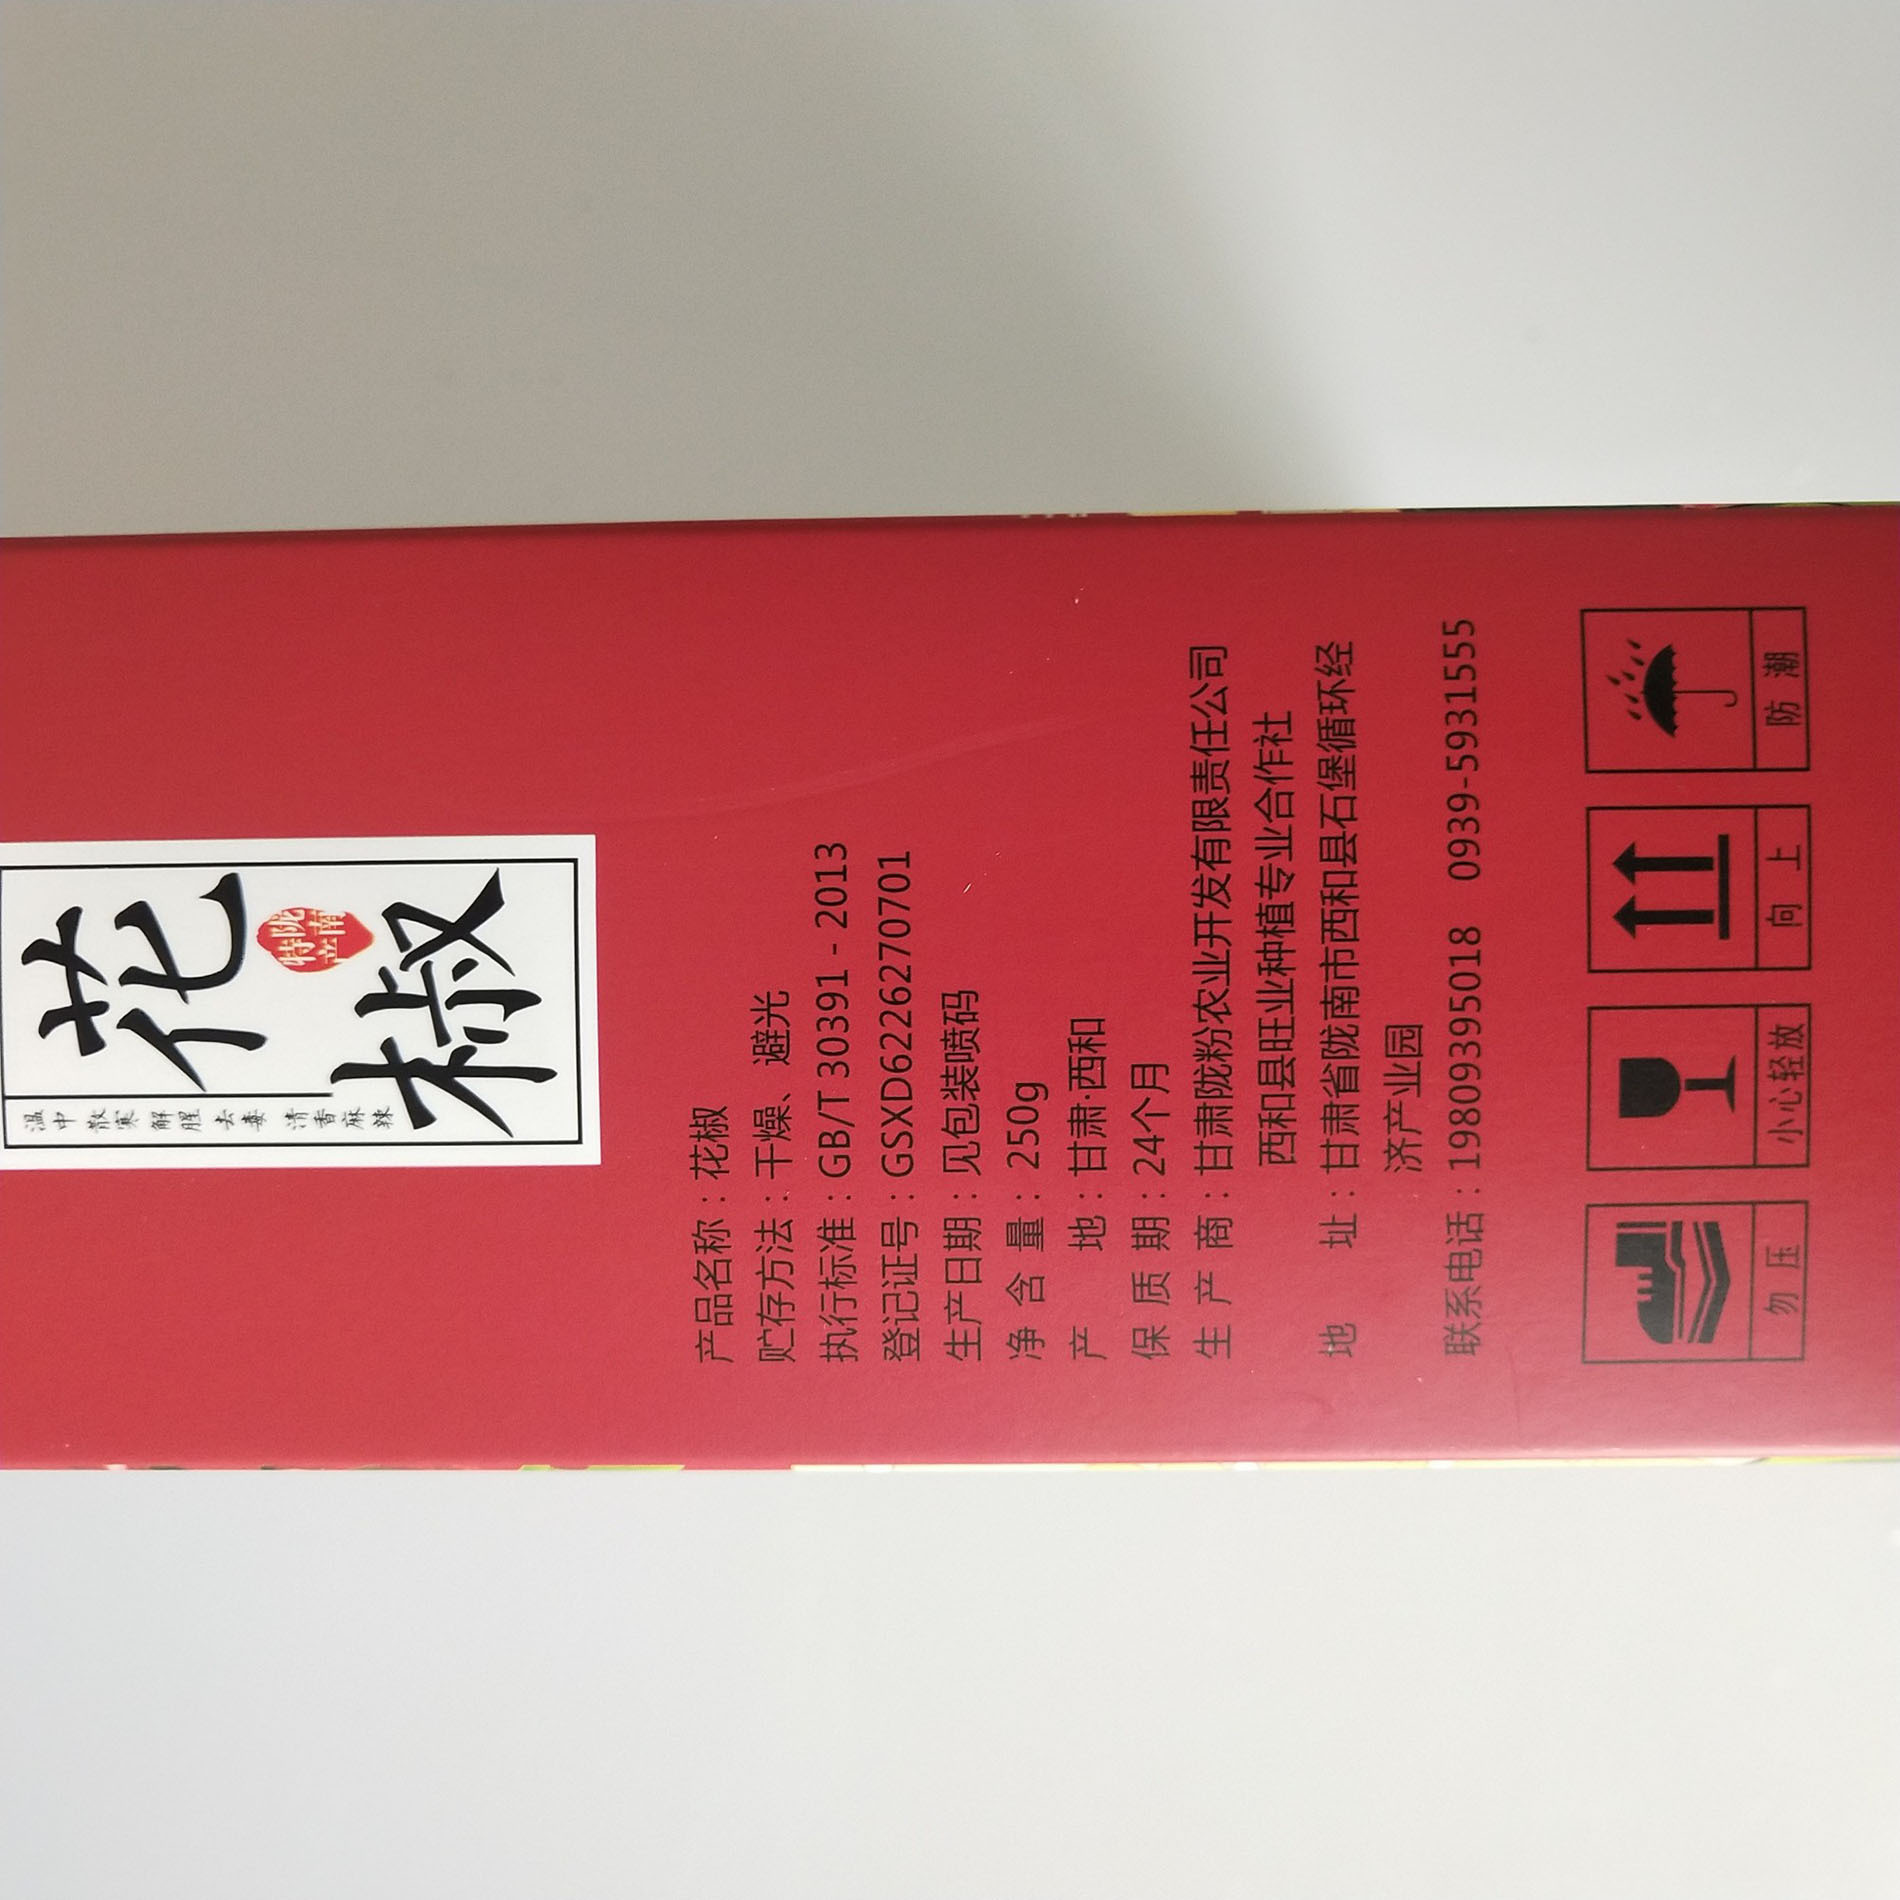 花椒
陇南
特产
温中 散寒 解腥 去毒 清香麻辣
产品名称：花椒
贮存方法：干燥、避光
执行标准：GB/T 30391 - 2013
登记证号：GSXD62262707​01
生产日期：见包装喷码
净含量：250g
产地：甘肃·西和
保质期：24个月
生产商：甘肃陇粉农业开发有限责任公司
西和县旺业种植专业合作社
地址：甘肃省陇南市西和县石堡循环经
济产业园
联系电话：19809395018 0939-5931555
勿压 小心轻放 向上 防潮